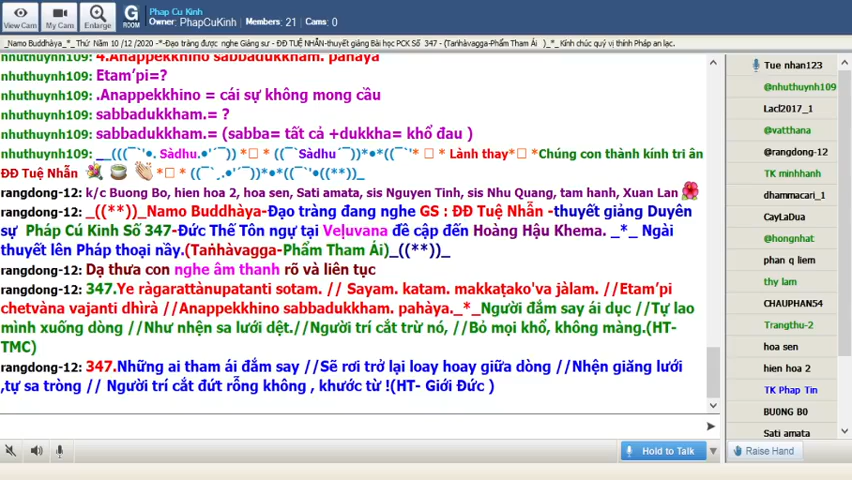 Phap Cu Kinh
Owner: PhapCuKinh | Members: 21 | Cams: 0
View Cam
My Cam
Enlarge
G
ROOM
_Namo Buddhàya_*_ Thứ Năm 10 /12 /2020 -*-Đạo tràng được nghe Giảng sư - ĐĐ TUỆ NHẪN-thuyết giảng Bài học PCK Số 347 - (Taṅhàvagga-Phẩm Tham Ái )_*_ Kính chúc quý vị thính Pháp an lạc.
nhuthuynh109: 4.Anappekkhino sabbadukkham. pahàya
nhuthuynh109: Etam’pi=?
nhuthuynh109: .Anappekkhino = cái sự không mong cầu
nhuthuynh109: sabbadukkham.= ?
nhuthuynh109: sabbadukkham.= (sabba= tất cả +dukkha= khổ đau )
nhuthuynh109: _ _(((¯`'•. Sàdhu.•'´¯)) *□ * ((¯`Sàdhu´¯))*•*((¯`'* □ * Lành thay*□ *Chúng con thành kính tri ân
ĐĐ Tuệ Nhẫn *□ * ((¯`.•´¯))*•*((¯`.•´¯))_
rangdong-12: k/c Buong Bo, hien hoa 2, hoa sen, Sati amata, sis Nguyen Tinh, sis Nhu Quang, tam hanh, Xuan Lan
rangdong-12: _((**))_Namo Buddhàya-Đạo tràng đang nghe GS : ĐĐ Tuệ Nhẫn -thuyết giảng Duyên
sự Pháp Cú Kinh Số 347-Đức Thế Tôn ngự tại Veḷuvana đề cập đến Hoàng Hậu Khema. _*_ Ngài
thuyết lên Pháp thoại nầy.(Taṅhàvagga-Phẩm Tham Ái)_((**))_
rangdong-12: Dạ thưa con nghe âm thanh rõ và liên tục
rangdong-12: 347.Ye ràgarattànupatanti sotam. // Sayam. katam. makkaṭako'va jàlam. //Etam’pi
chetvàna vajanti dhìrà //Anappekkhino sabbadukkham. pahàya._*_Người đắm say ái dục //Tự lao
mình xuống dòng //Như nhện sa lưới dệt.//Người trí cắt trừ nó, //Bỏ mọi khổ, không màng.(HT-
TMC)
rangdong-12: 347.Những ai tham ái đắm say //Sẽ rơi trở lại loay hoay giữa dòng //Nhện giăng lưới
,tự sa tròng // Người trí cắt đứt rỗng không , khước từ !(HT- Giới Đức )
Hold to Talk
Raise Hand
Tue nhan123
@nhuthuynh109
Lacl2017_1
@vatthana
@rangdong-12
TK minhhanh
dhammacari_1
CayLaDua
@hongnhat
phan q liem
thy lam
CHAUPHAN54
Trangthu-2
hoa sen
hien hoa 2
TK Phap Tin
BUONG BO
Sati amata